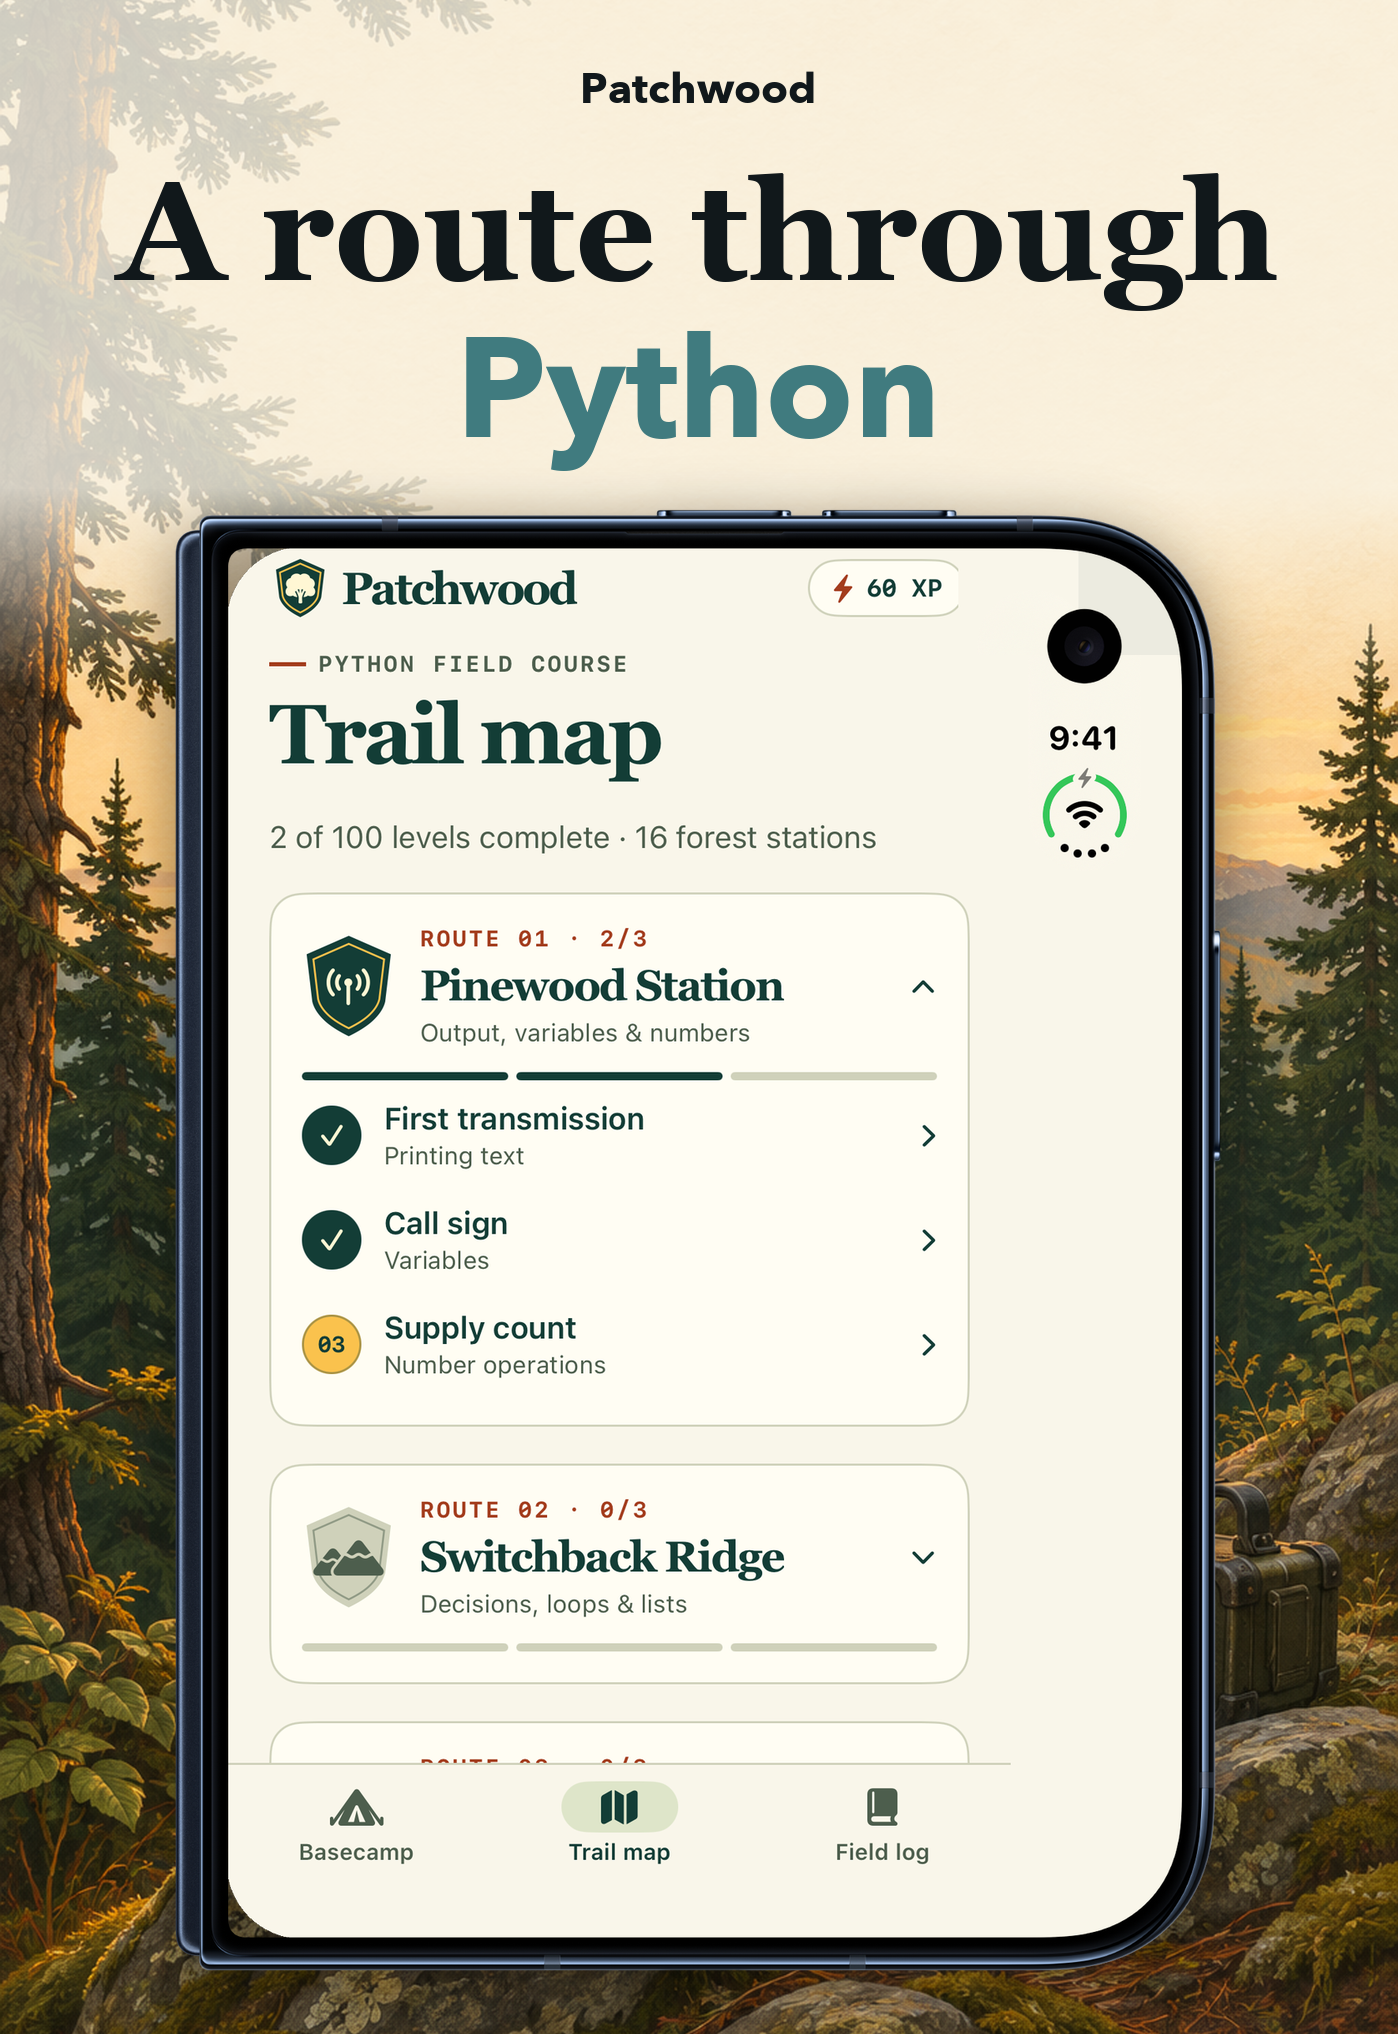 Patchwood
A route through
Python
Patchwood
60 XP
PYTHON FIELD COURSE
Trail map
9:41
2 of 100 levels complete · 16 forest stations
ROUTE 01 · 2/3
Pinewood Station
Output, variables & numbers
First transmission
Printing text
Call sign
Variables
03
Supply count
Number operations
ROUTE 02 · 0/3
Switchback Ridge
Decisions, loops & lists
Basecamp
Trail map
Field log